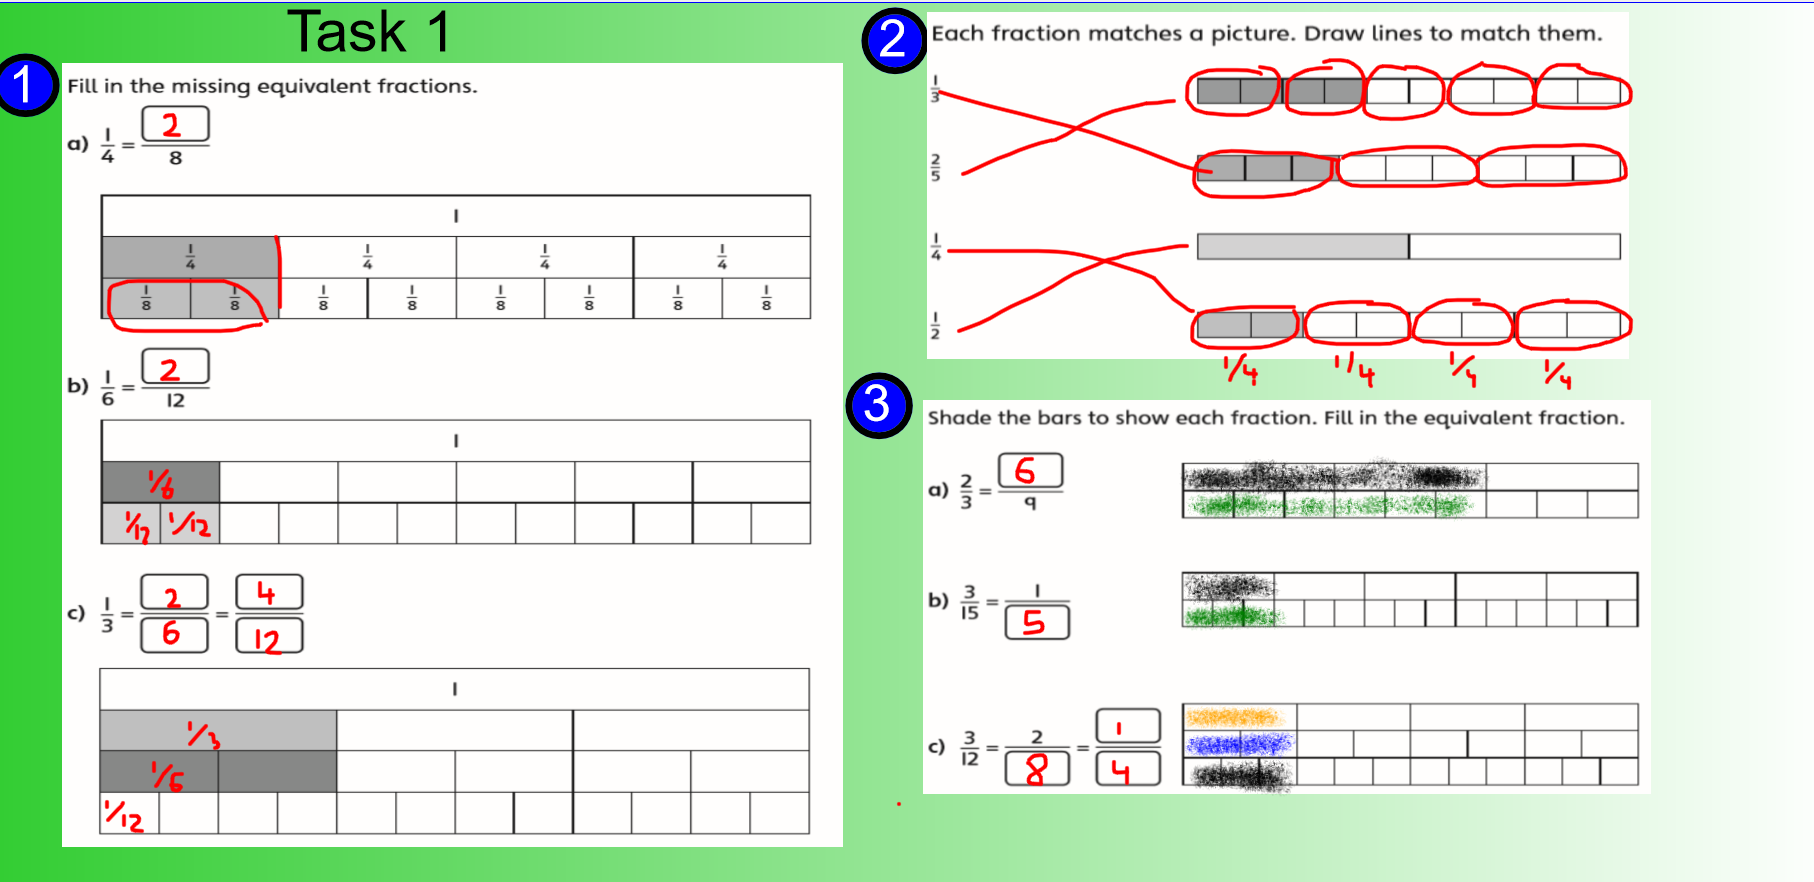 Task 1
1
Fill in the missing equivalent fractions.
a) 1/4 = 2/8
1
1/4 1/4 1/4 1/4
1/8 1/8 1/8 1/8 1/8 1/8 1/8 1/8
b) 1/6 = 2/12
1
1/6
1/12 1/12
c) 1/3 = 2/6 = 4/12
1
1/3
1/6
1/12
2
Each fraction matches a picture. Draw lines to match them.
1/3
2/5
1/4
1/2
1/4 1/4 1/4 1/4
3
Shade the bars to show each fraction. Fill in the equivalent fraction.
a) 2/3 = 6/9
b) 3/15 = 1/5
c) 3/12 = 2/8 = 1/4